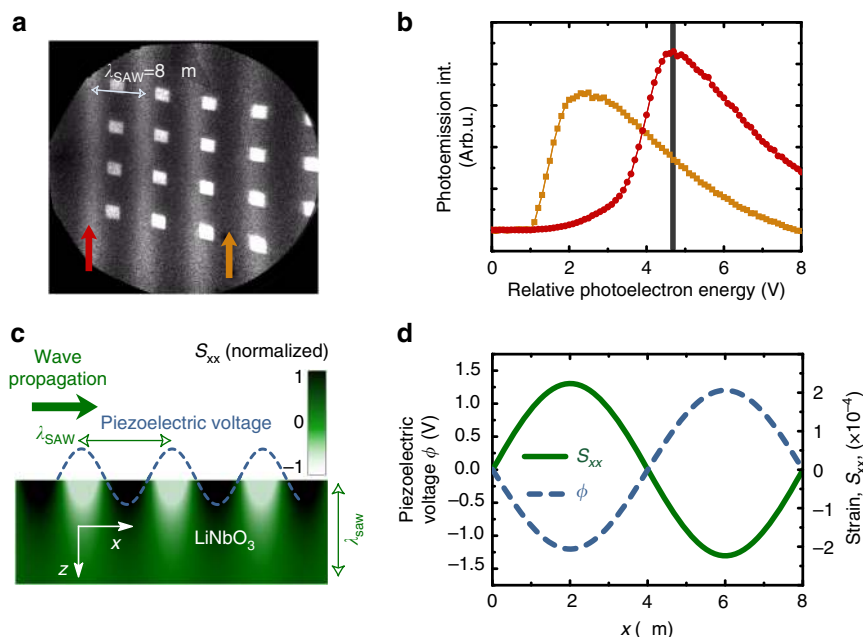 a
λSAW=8 m
b
Photoemission int.
(Arb.u.)
0 2 4 6 8
Relative photoelectron energy (V)
c
Sxx (normalized)
Wave
propagation
1
0
−1
Piezoelectric voltage
λSAW
LiNbO3
x
z
λsaw
d
Piezoelectric
voltage ϕ (V)
1.5
1.0
0.5
0.0
−0.5
−1.0
−1.5
Sxx
ϕ
2
1
0
−1
−2
Strain, Sxx, (×10−4)
0 2 4 6 8
x ( m)